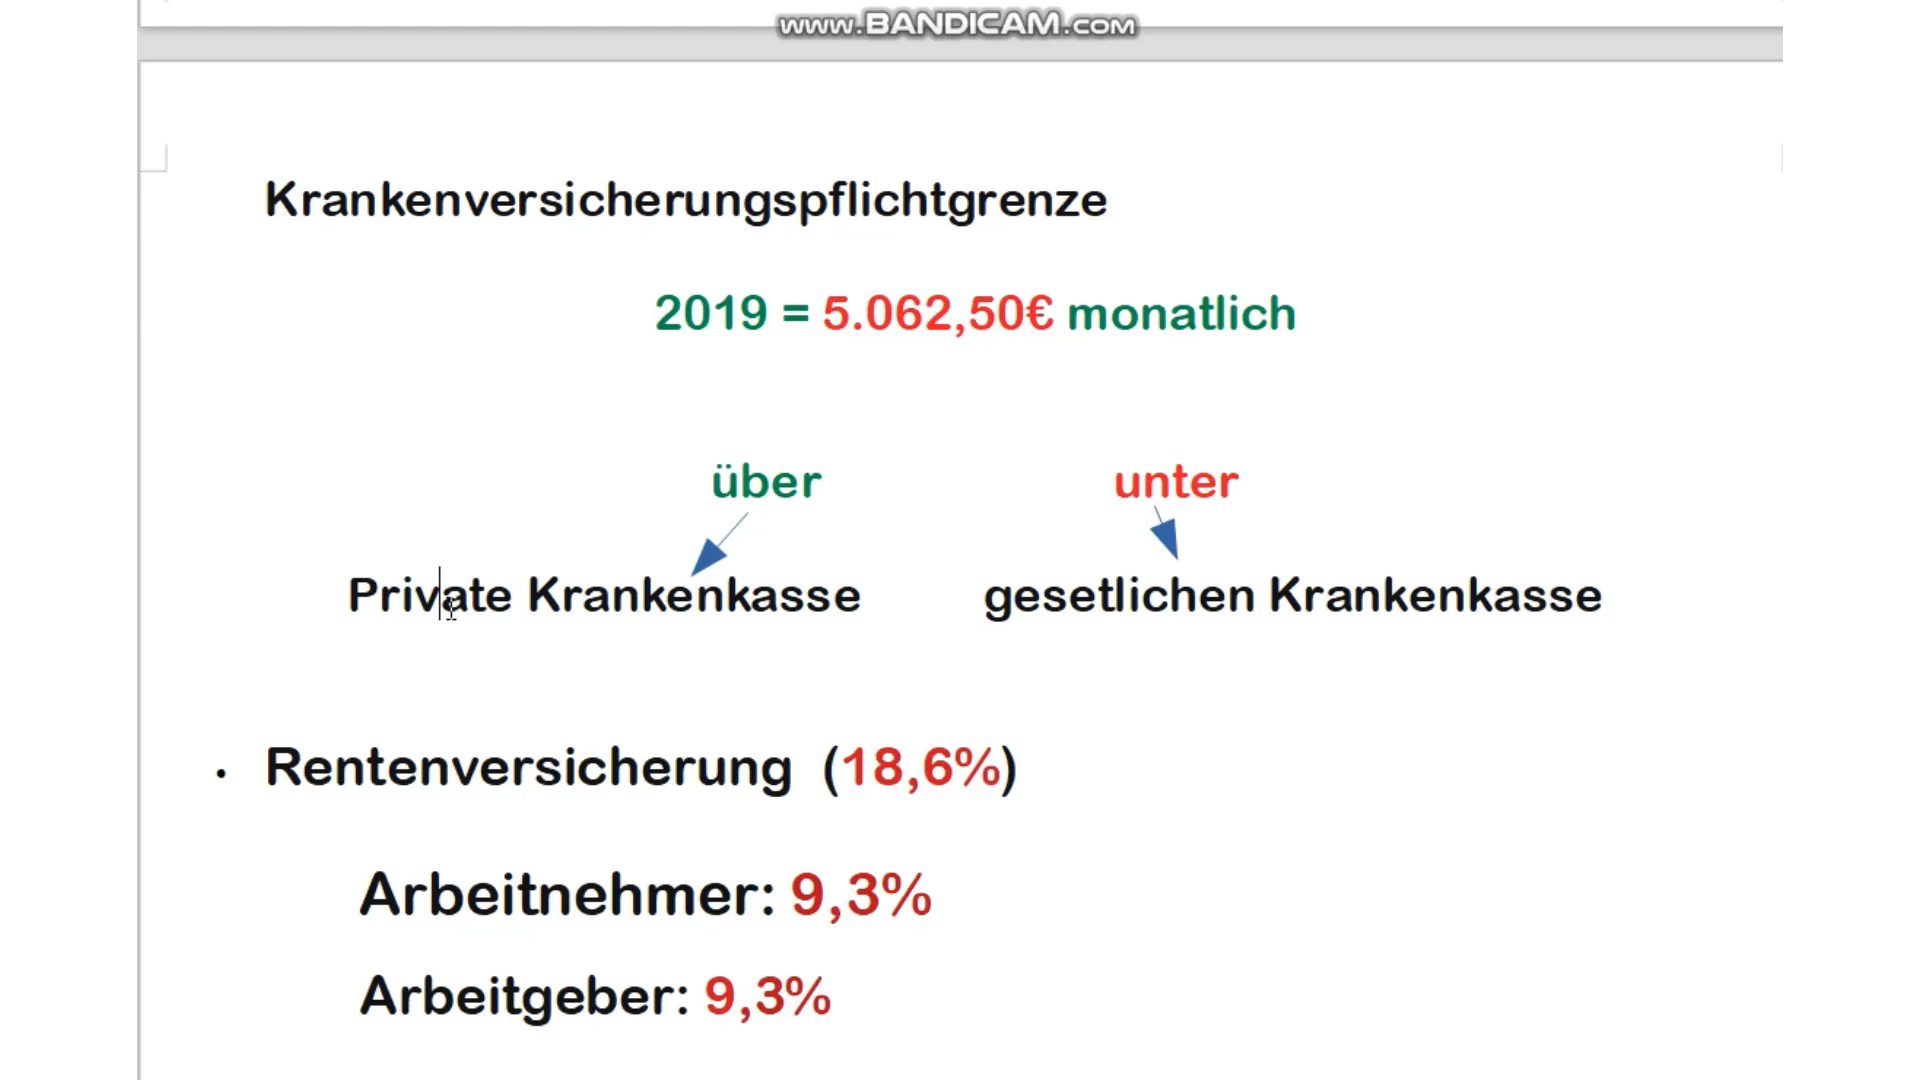 www.BANDICAM.com
Krankenversicherungspflichtgrenze
2019 = 5.062,50€ monatlich
über unter
Private Krankenkasse gesetlichen Krankenkasse
• Rentenversicherung (18,6%)
Arbeitnehmer: 9,3%
Arbeitgeber: 9,3%